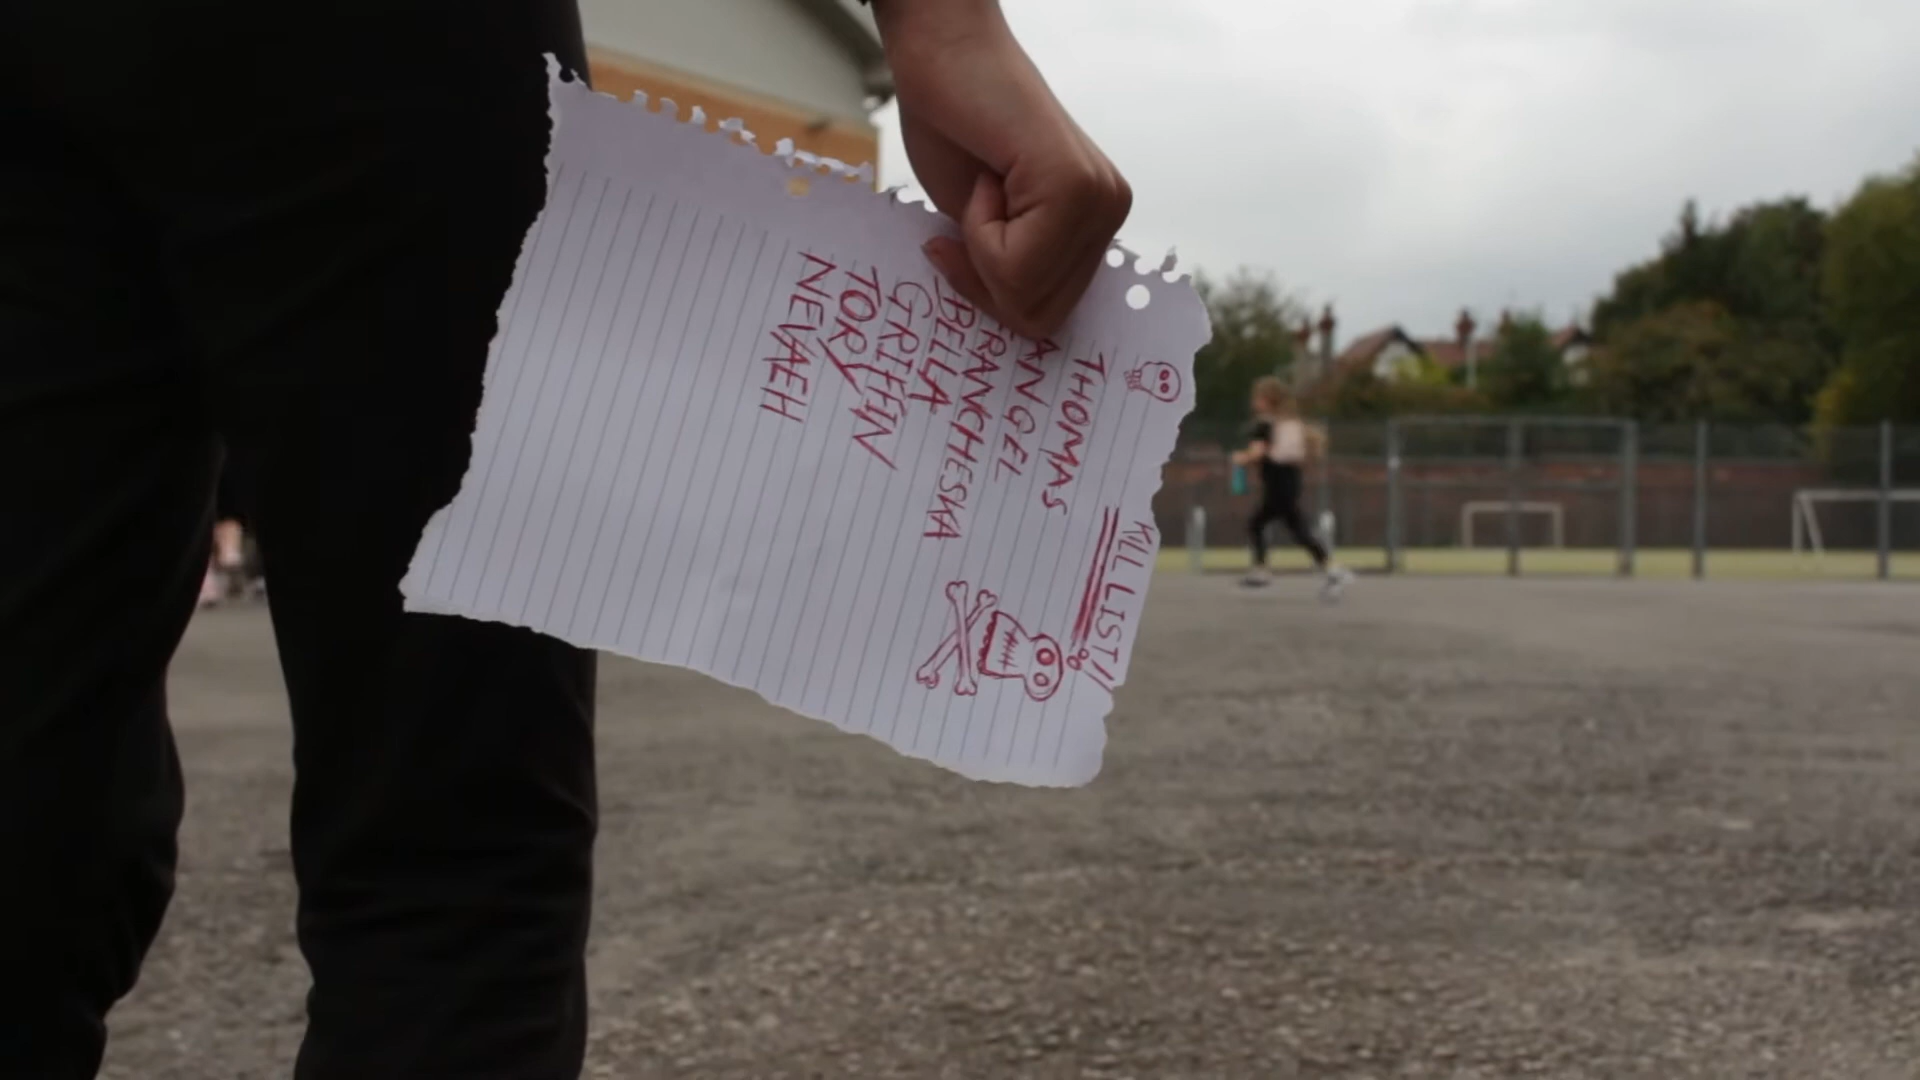 KILL LIST!!
THOMAS
ANGEL
FRANCHESKA
BELLA
GRIFFIN
TORY
NEVAEH